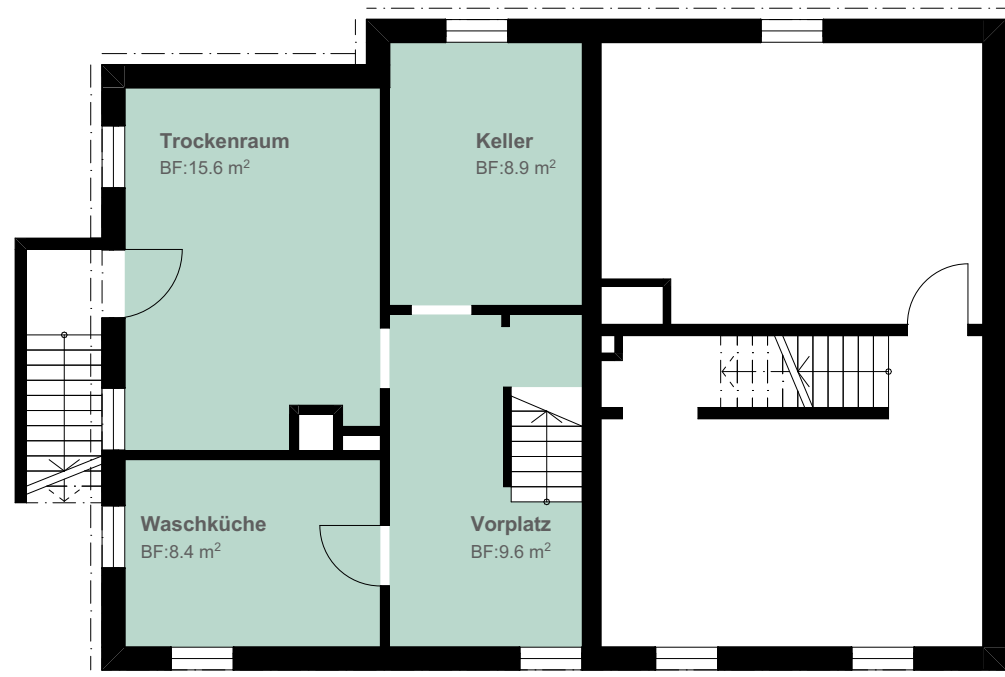 Trockenraum
BF:15.6 m²
Keller
BF:8.9 m²
Waschküche
BF:8.4 m²
Vorplatz
BF:9.6 m²